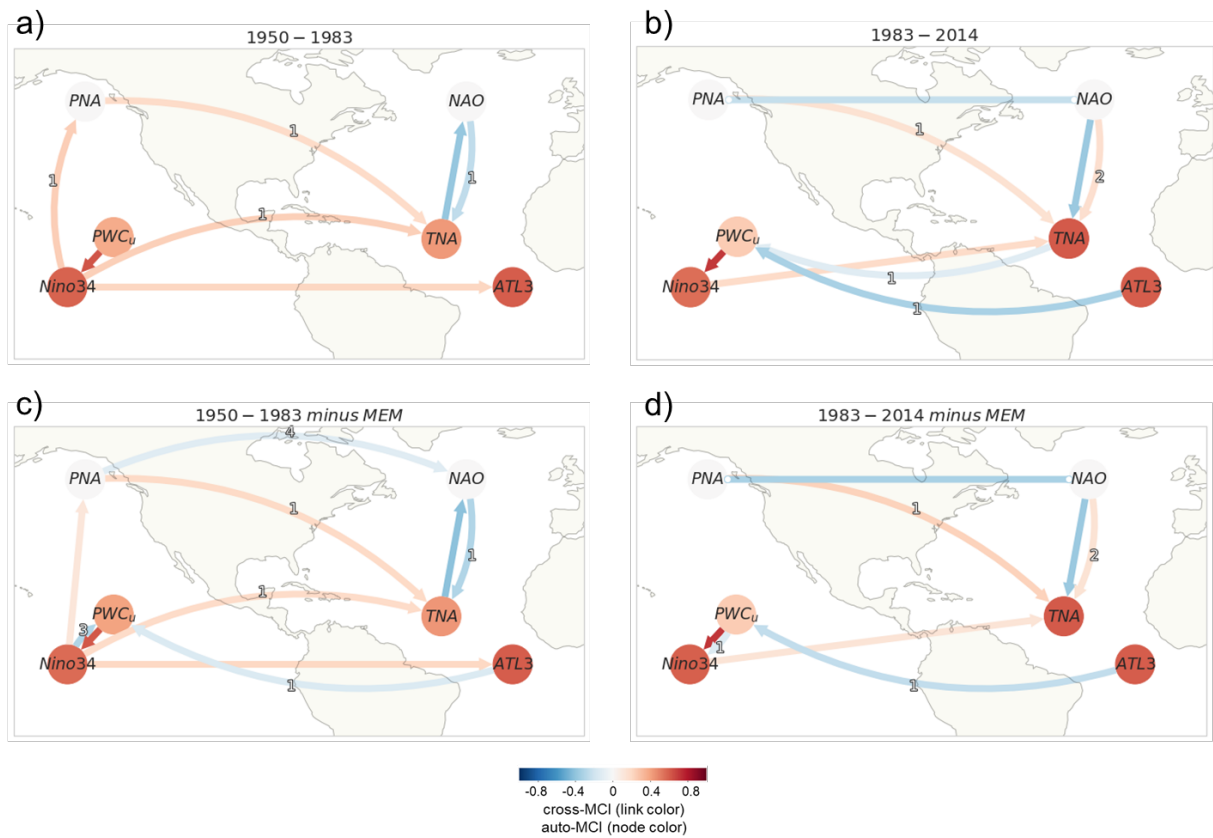 a)
1950 − 1983
PNA
NAO
1
1
1
1
PWCu
TNA
Nino34
ATL3
b)
1983 − 2014
PNA
NAO
1
2
PWCu
TNA
1
Nino34
ATL3
1
c)
1950 − 1983 minus MEM
4
PNA
NAO
1
1
1
PWCu
TNA
3
Nino34
ATL3
1
d)
1983 − 2014 minus MEM
PNA
NAO
1
2
PWCu
TNA
1
Nino34
ATL3
1
-0.8 -0.4 0 0.4 0.8
cross-MCI (link color)
auto-MCI (node color)